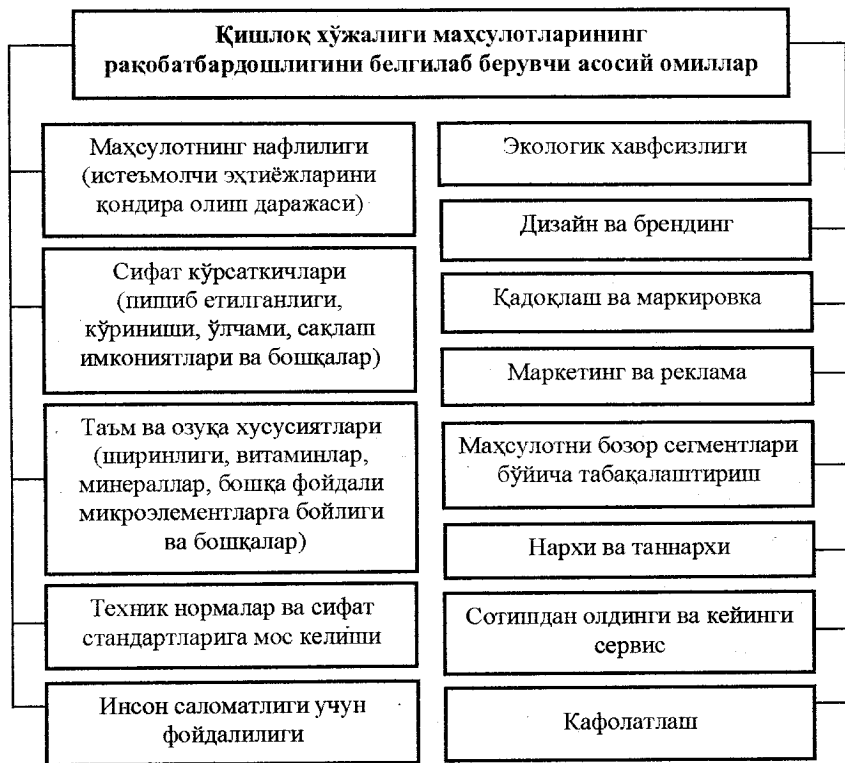 Қишлоқ хўжалиги маҳсулотларининг
рақобатбардошлигини белгилаб берувчи асосий омиллар
Маҳсулотнинг нафлилиги
(истеъмолчи эҳтиёжларини
қондира олиш даражаси)
Сифат кўрсаткичлари
(пишиб етилганлиги,
кўриниши, ўлчами, сақлаш
имкониятлари ва бошқалар)
Таъм ва озуқа хусусиятлари
(ширинлиги, витаминлар,
минераллар, бошқа фойдали
микроэлементларга бойлиги
ва бошқалар)
Техник нормалар ва сифат
стандартларига мос келиши
Инсон саломатлиги учун
фойдалилиги
Экологик хавфсизлиги
Дизайн ва брендинг
Қадоқлаш ва маркировка
Маркетинг ва реклама
Маҳсулотни бозор сегментлари
бўйича табақалаштириш
Нархи ва таннархи
Сотишдан олдинги ва кейинги
сервис
Кафолатлаш